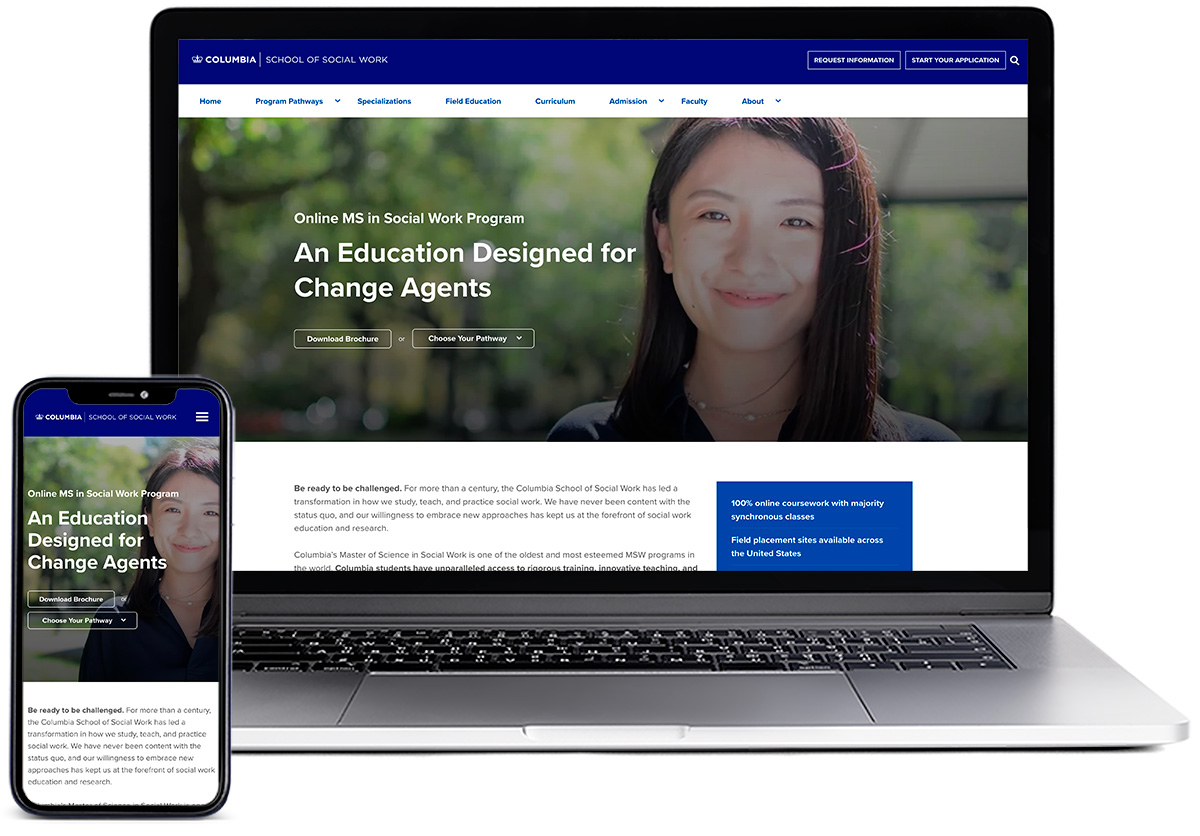 COLUMBIA | SCHOOL OF SOCIAL WORK
REQUEST INFORMATION
START YOUR APPLICATION
Home
Program Pathways
Specializations
Field Education
Curriculum
Admission
Faculty
About
Online MS in Social Work Program
An Education Designed for
Change Agents
Download Brochure
or
Choose Your Pathway
Be ready to be challenged. For more than a century, the Columbia School of Social Work has led a
transformation in how we study, teach, and practice social work. We have never been content with the
status quo, and our willingness to embrace new approaches has kept us at the forefront of social work
education and research.
Columbia's Master of Science in Social Work is one of the oldest and most esteemed MSW programs in
the world. Columbia students have unparalleled access to rigorous training, innovative teaching, and
100% online coursework with majority
synchronous classes
Field placement sites available across
the United States
control
option
option
COLUMBIA | SCHOOL OF SOCIAL WORK
Online MS in Social Work Program
An Education
Designed for
Change Agents
Download Brochure
or
Choose Your Pathway
Be ready to be challenged. For more than a century,
the Columbia School of Social Work has led a
transformation in how we study, teach, and practice
social work. We have never been content with the
status quo, and our willingness to embrace new
approaches has kept us at the forefront of social work
education and research.